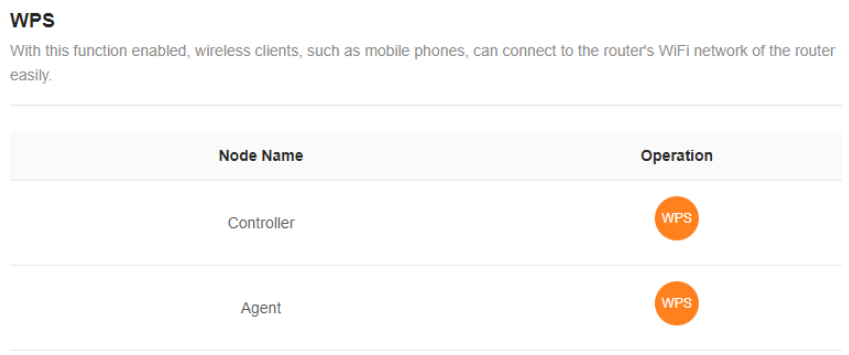 WPS
With this function enabled, wireless clients, such as mobile phones, can connect to the router's WiFi network of the router
easily.
Node Name Operation
Controller WPS
Agent WPS